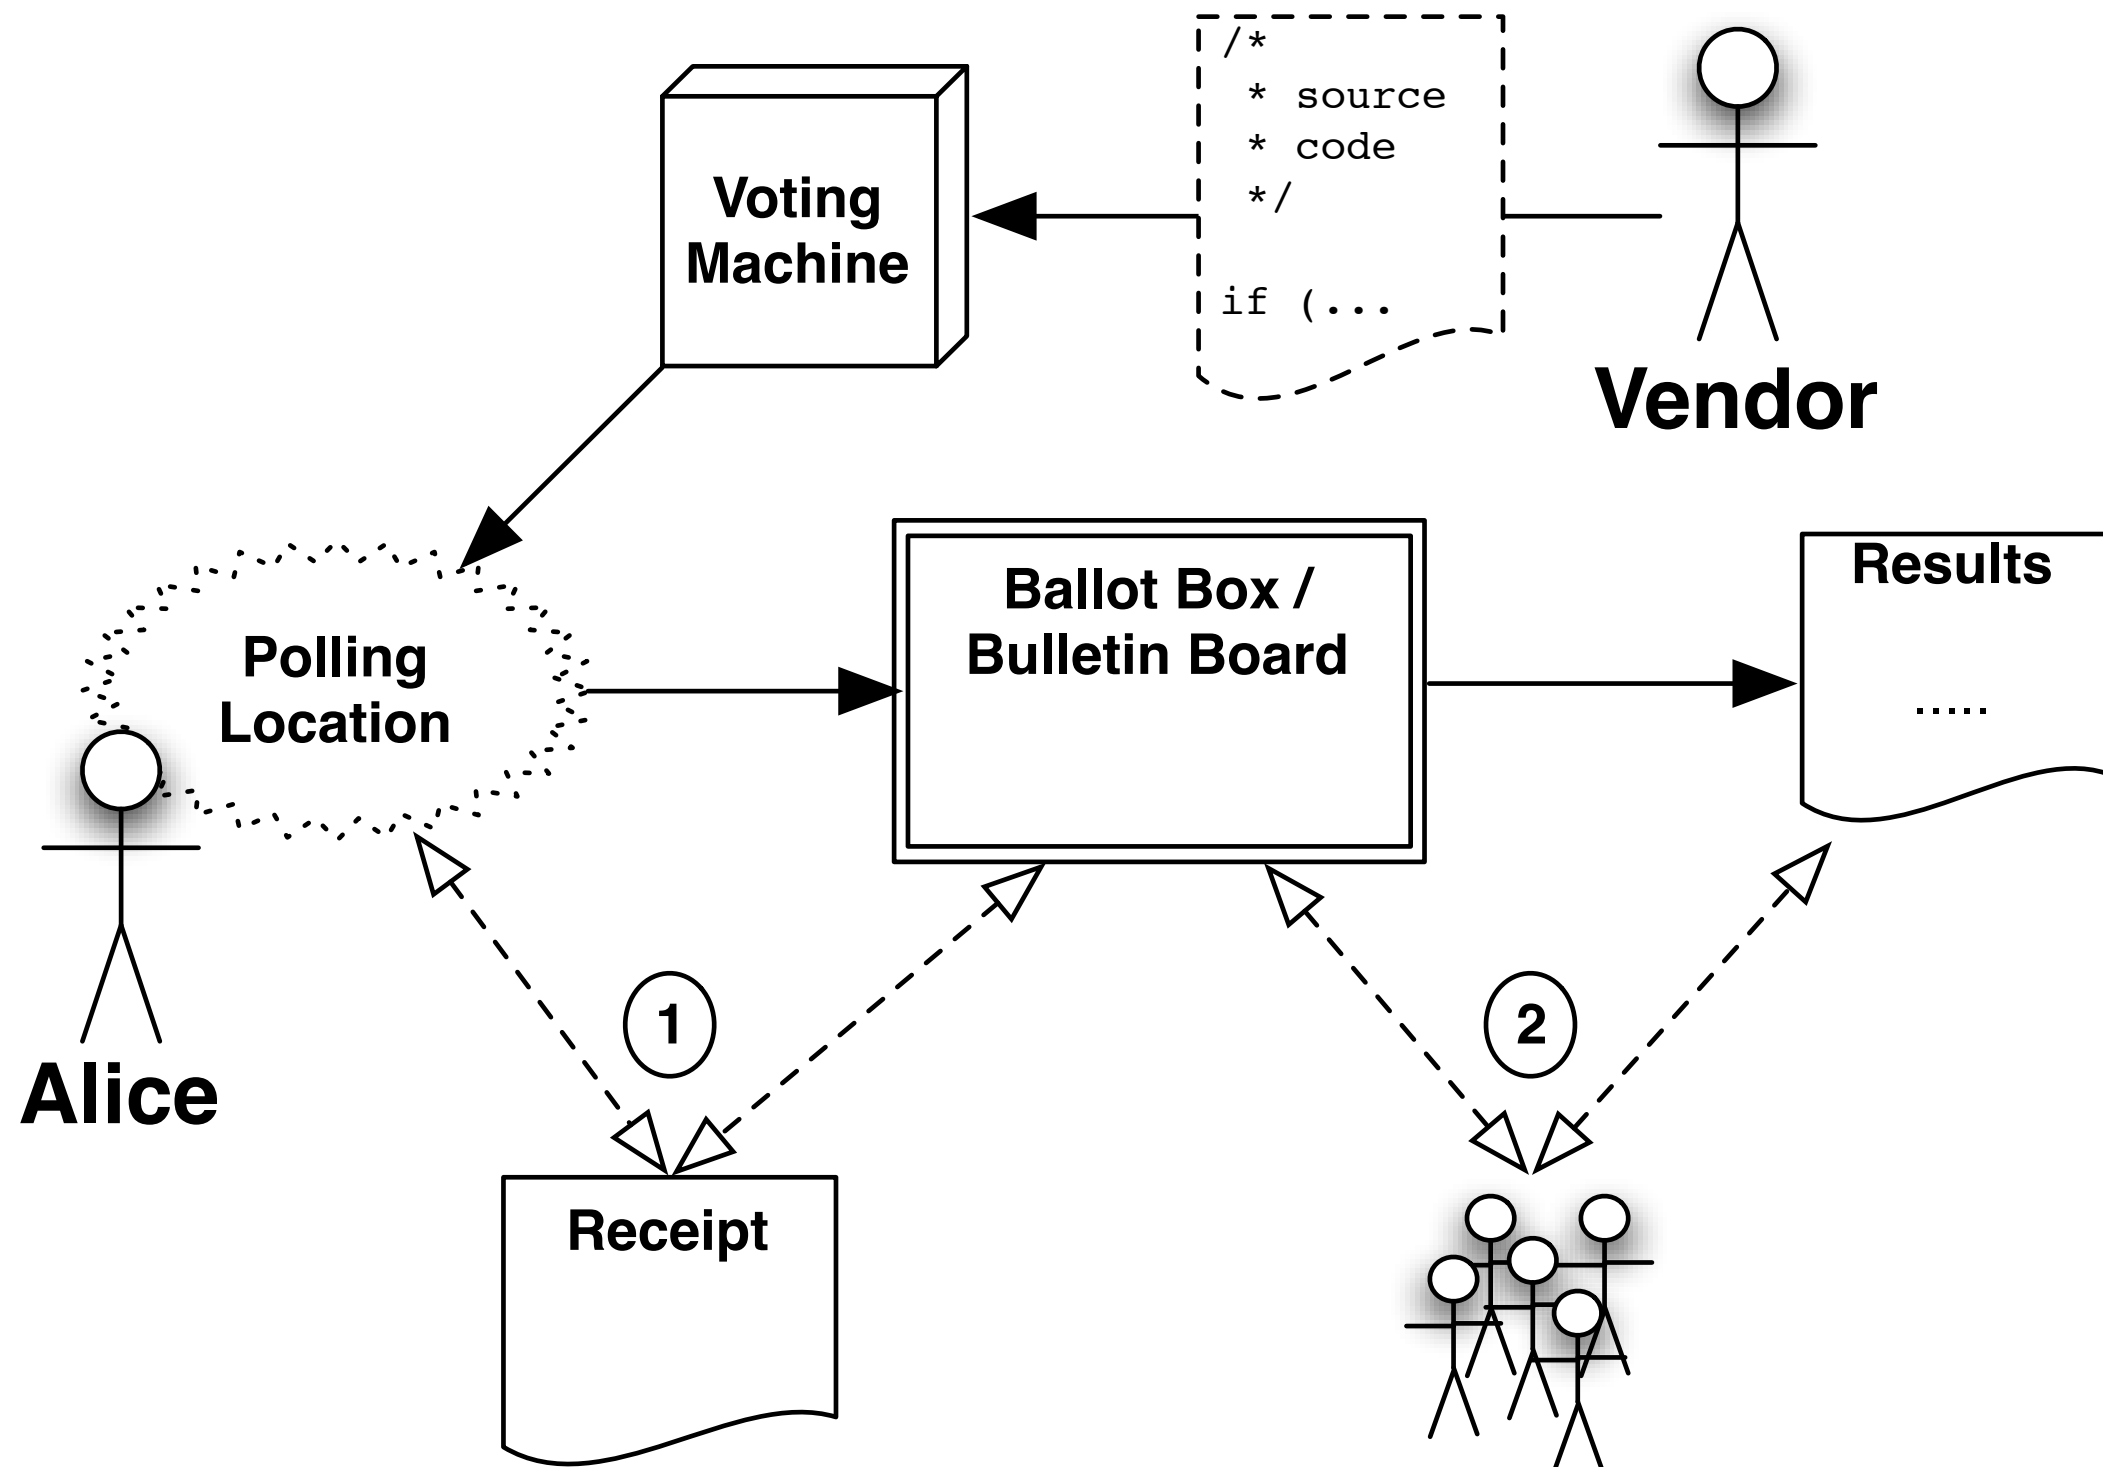 /*
 * source
 * code
 */
if (...
Voting
Machine
Vendor
Polling
Location
Ballot Box /
Bulletin Board
Results
.....
1
2
Alice
Receipt